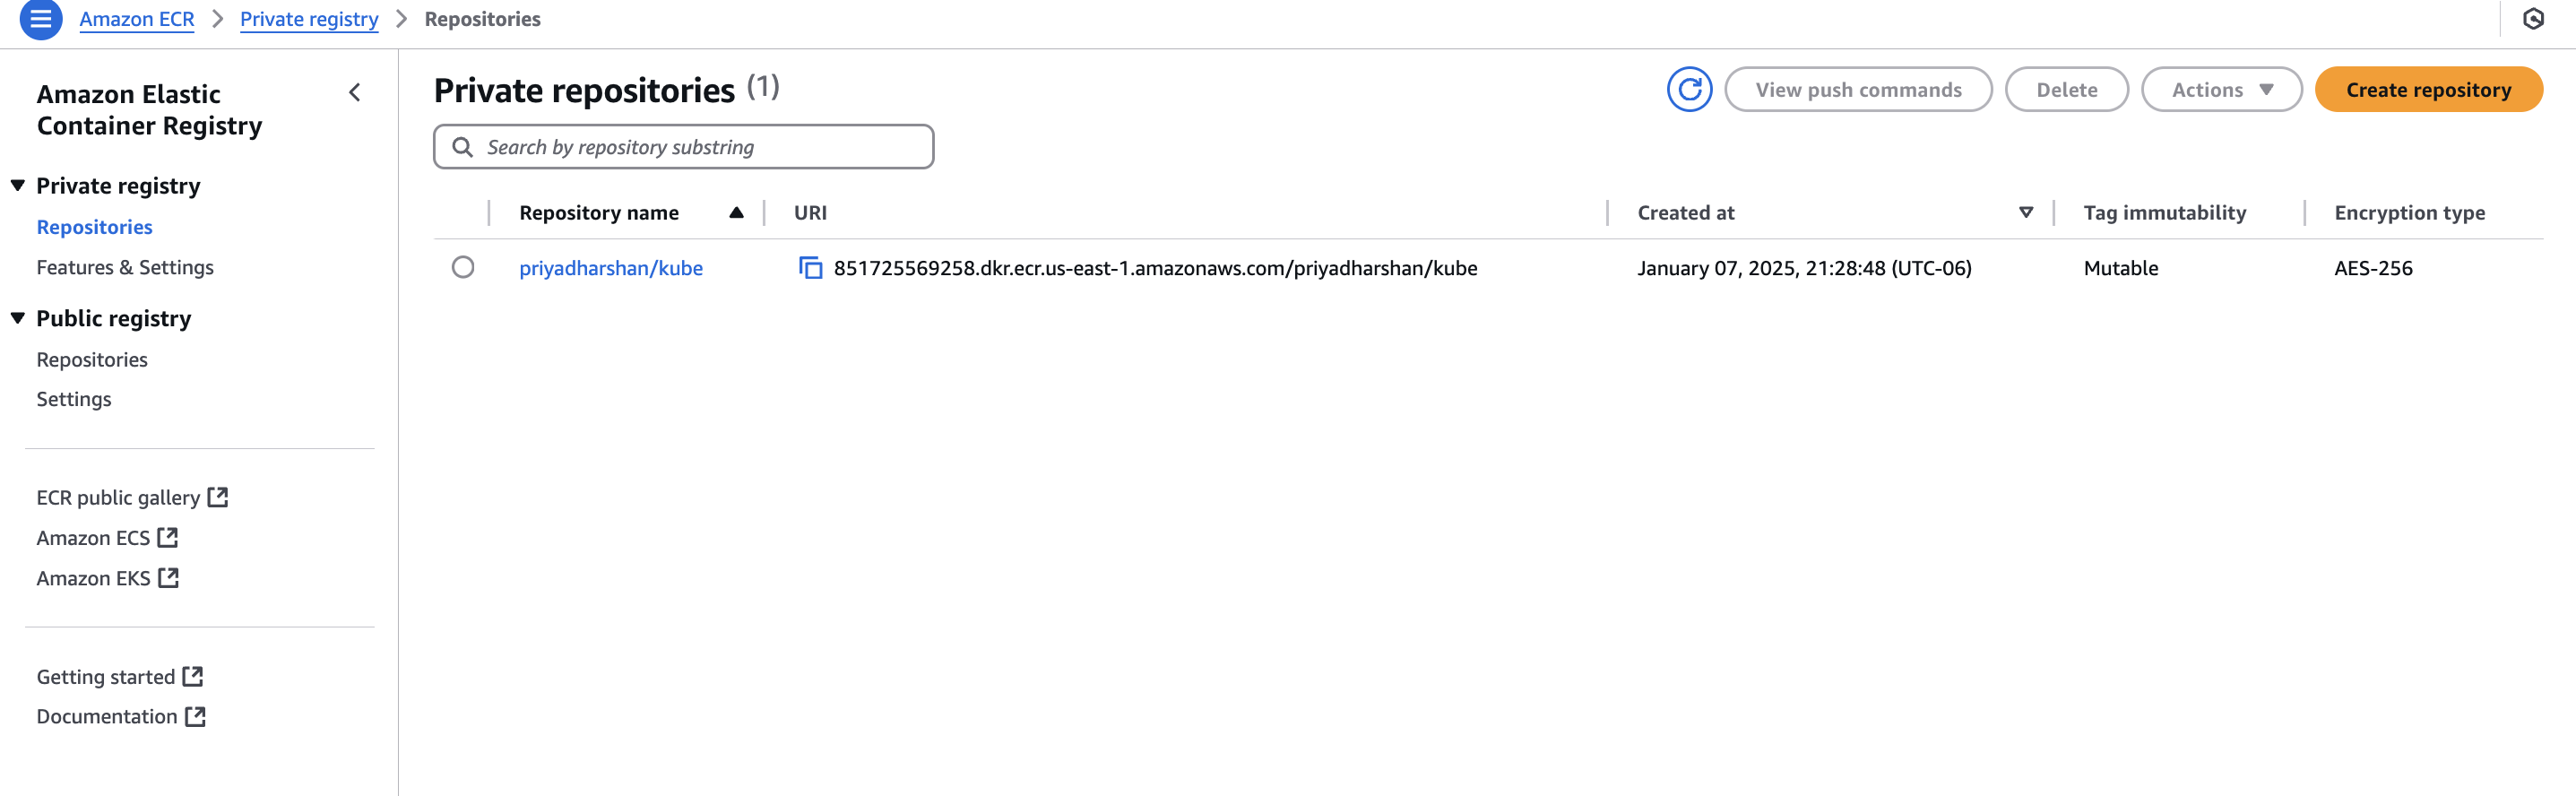 Amazon ECR > Private registry > Repositories
Amazon Elastic
Container Registry
Private registry
Repositories
Features & Settings
Public registry
Repositories
Settings
ECR public gallery
Amazon ECS
Amazon EKS
Getting started
Documentation
Private repositories (1)
View push commands
Delete
Actions
Create repository
Search by repository substring
Repository name URI Created at Tag immutability Encryption type
priyadharshan/kube 851725569258.dkr.ecr.us-east-1.amazonaws.com/priyadharshan/kube January 07, 2025, 21:28:48 (UTC-06) Mutable AES-256